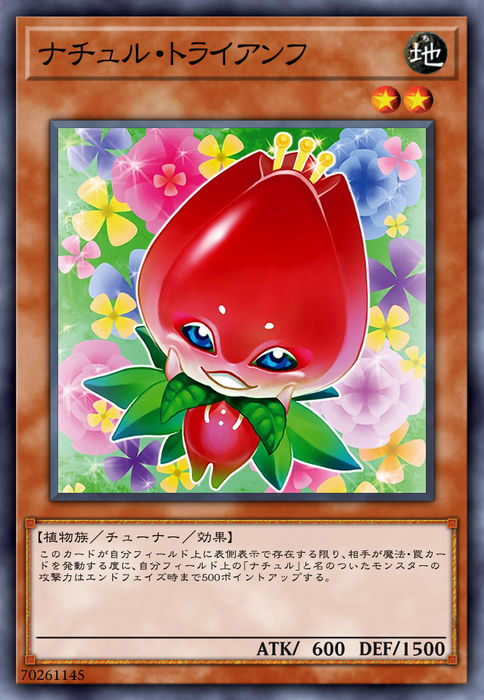 ナチュル・トライアンフ
地
ち
【植物族／チューナー／効果】
このカードが自分フィールド上に表側表示で存在する限り、相手が魔法・罠カー
ドを発動する度に、自分フィールド上の「ナチュル」と名のついたモンスターの
攻撃力はエンドフェイズ時まで500ポイントアップする。
ATK/ 600 DEF/1500
70261145